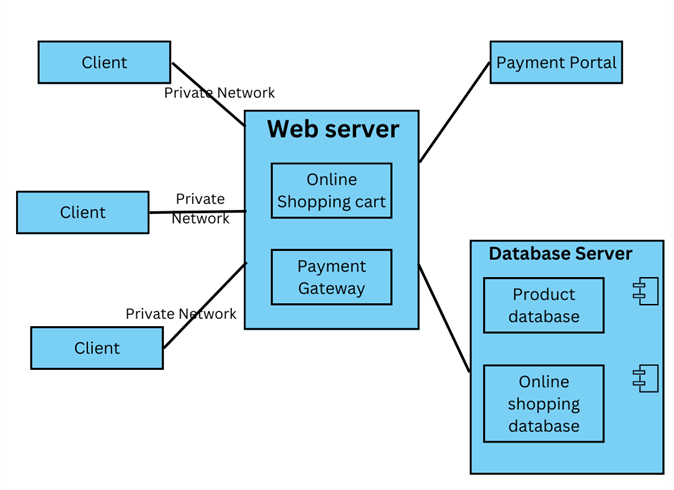 Client
Payment Portal
Private Network
Web server
Online
Shopping cart
Private
Network
Client
Payment
Gateway
Database Server
Product
database
Private Network
Client
Online
shopping
database